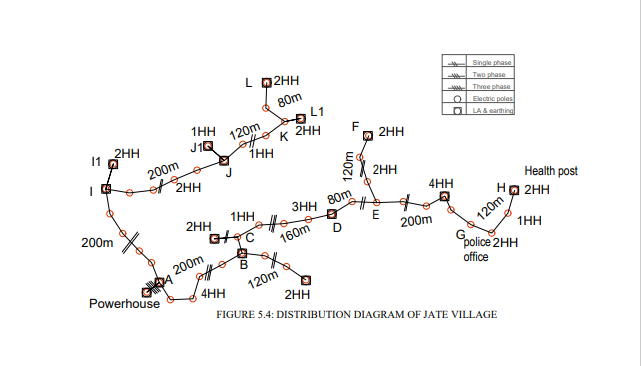 Single phase
Two phase
Three phase
Electric poles
LA & earthing
L 2HH
80m
L1
2HH
K
120m
1HH
1HH
J1
J
F 2HH
120m
2HH
I1 2HH
200m
2HH
I
Health post
4HH
H 2HH
120m
1HH
G
police 2HH
office
200m
E
80m
3HH
D
160m
1HH
2HH
C
B
200m
200m
A
120m
2HH
4HH
Powerhouse
FIGURE 5.4: DISTRIBUTION DIAGRAM OF JATE VILLAGE